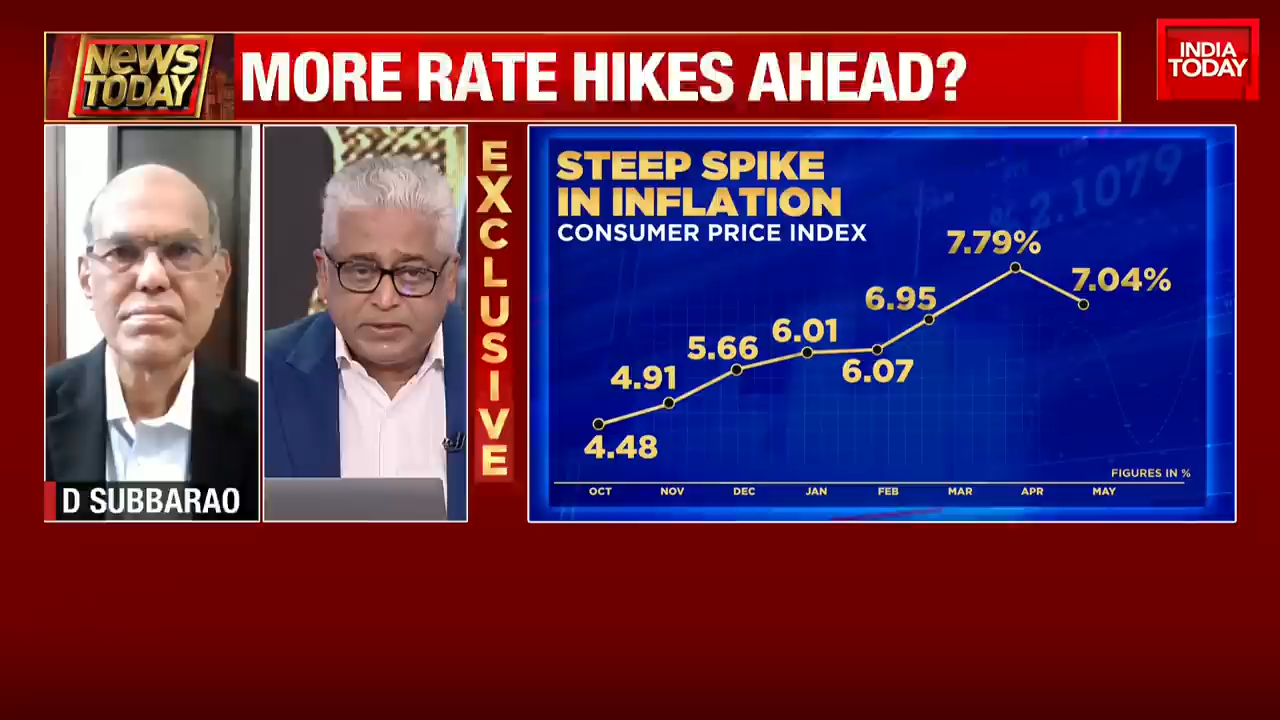 NEWS
TODAY
MORE RATE HIKES AHEAD?
INDIA
TODAY
EXCLUSIVE
D SUBBARAO
STEEP SPIKE
IN INFLATION
CONSUMER PRICE INDEX
2.1079
4.48
4.91
5.66
6.01
6.07
6.95
7.79%
7.04%
FIGURES IN %
OCT NOV DEC JAN FEB MAR APR MAY